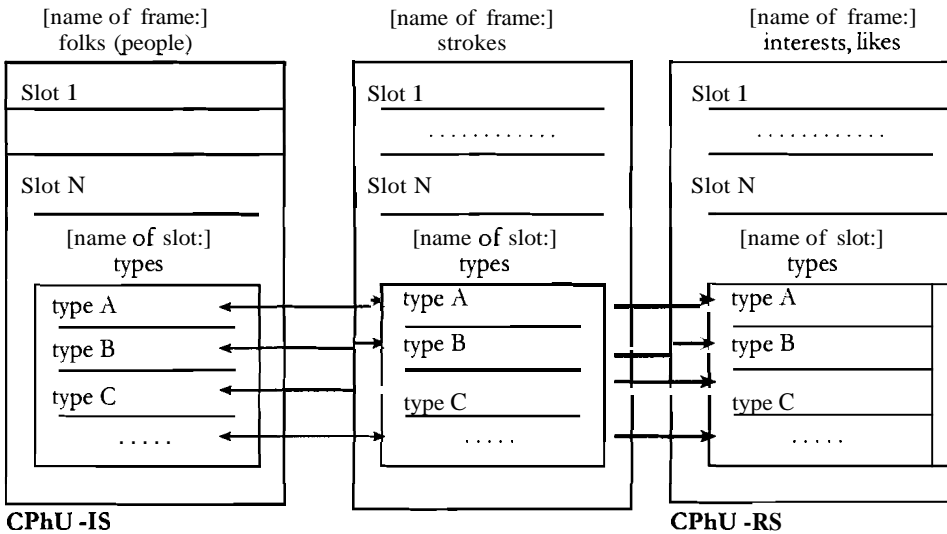 [name of frame:]
folks (people)
Slot 1
Slot N
[name of slot:]
types
type A
type B
type C
.....
CPhU -IS
[name of frame:]
strokes
Slot 1
............
Slot N
[name of slot:]
types
type A
type B
type C
.....
[name of frame:]
interests, likes
Slot 1
............
Slot N
[name of slot:]
types
type A
type B
type C
.....
CPhU -RS